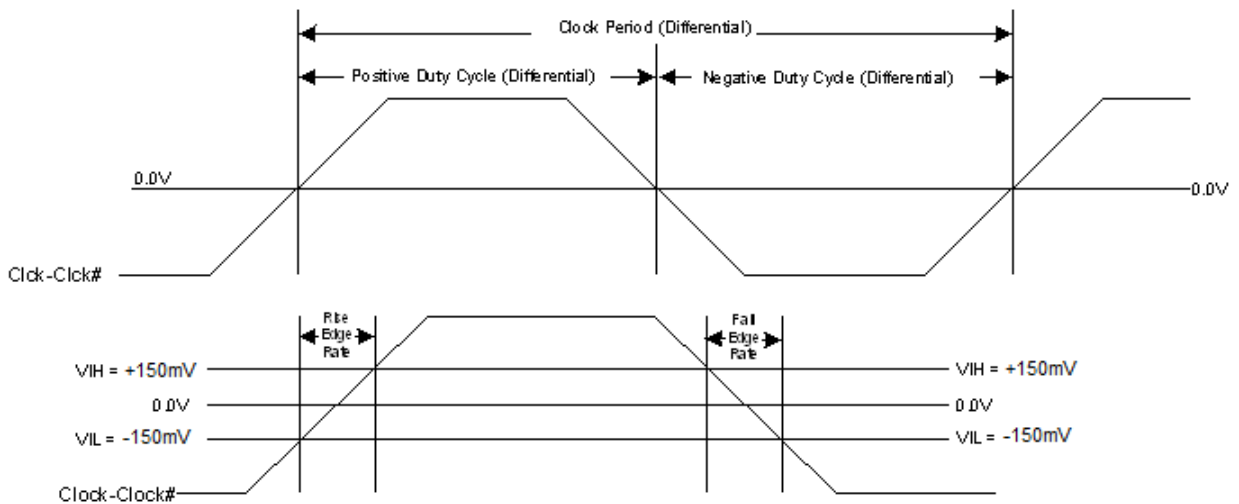 Clock Period (Differential)
Positive Duty Cycle (Differential)
Negative Duty Cycle (Differential)
0.0V
0.0V
Clck-Clck#
Rise
Edge
Rate
Fall
Edge
Rate
VIH = +150mV
VIH = +150mV
0.0V
0.0V
VIL = -150mV
VIL = -150mV
Clock-Clock#